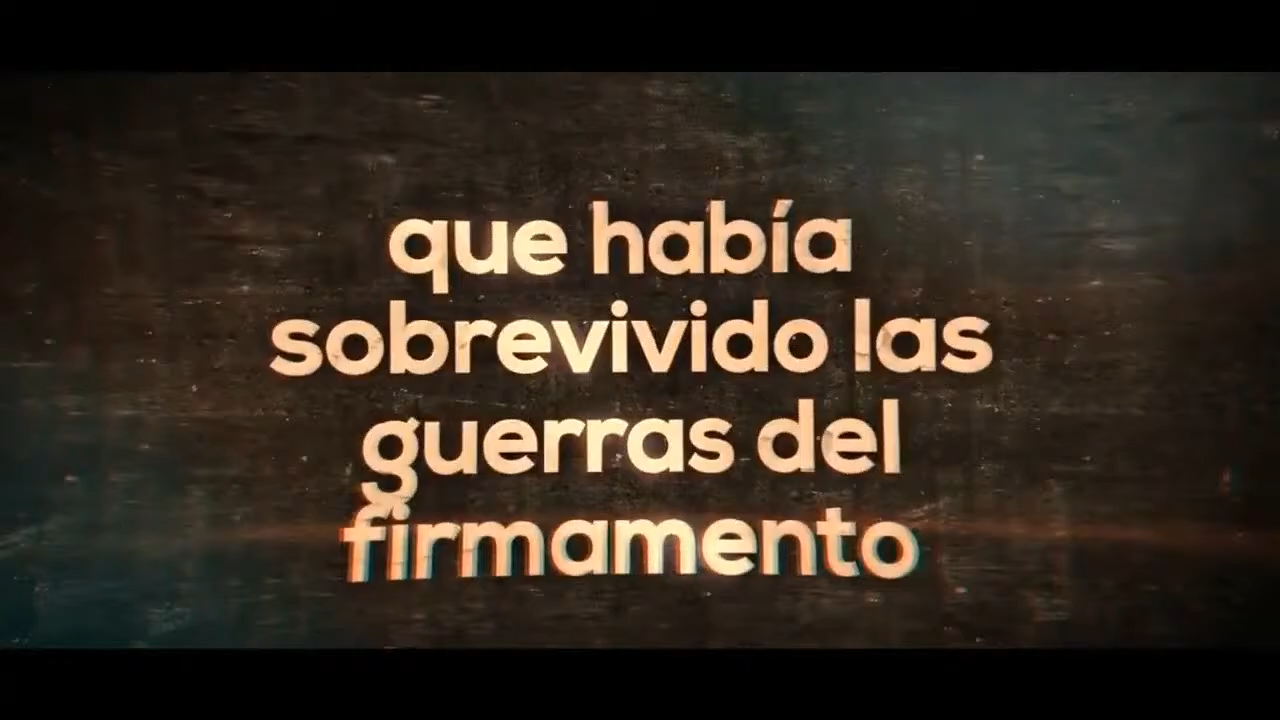 que había
sobrevivido las
guerras del
firmamento